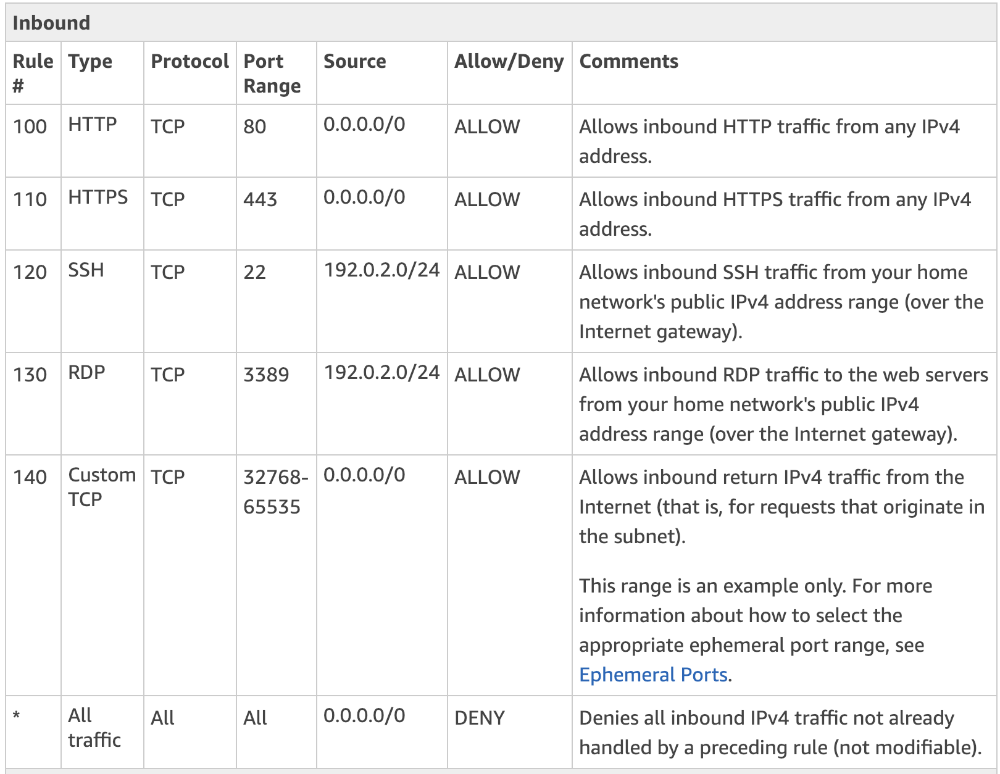 Inbound
Rule # Type Protocol Port Range Source Allow/Deny Comments
100 HTTP TCP 80 0.0.0.0/0 ALLOW Allows inbound HTTP traffic from any IPv4
address.
110 HTTPS TCP 443 0.0.0.0/0 ALLOW Allows inbound HTTPS traffic from any IPv4
address.
120 SSH TCP 22 192.0.2.0/24 ALLOW Allows inbound SSH traffic from your home
network's public IPv4 address range (over the
Internet gateway).
130 RDP TCP 3389 192.0.2.0/24 ALLOW Allows inbound RDP traffic to the web servers
from your home network's public IPv4
address range (over the Internet gateway).
140 Custom TCP TCP 32768-65535 0.0.0.0/0 ALLOW Allows inbound return IPv4 traffic from the
Internet (that is, for requests that originate in
the subnet).
This range is an example only. For more
information about how to select the
appropriate ephemeral port range, see
Ephemeral Ports.
* All traffic All All 0.0.0.0/0 DENY Denies all inbound IPv4 traffic not already
handled by a preceding rule (not modifiable).